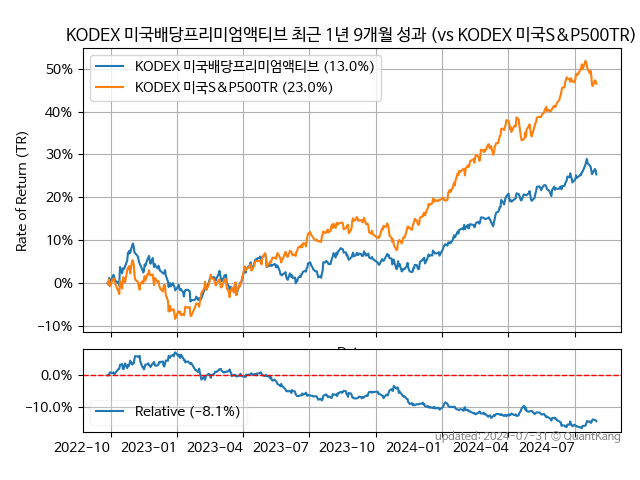 KODEX 미국배당프리미엄액티브 최근 1년 9개월 성과 (vs KODEX 미국S&P500TR)
KODEX 미국배당프리미엄액티브 (13.0%)
KODEX 미국S&P500TR (23.0%)
Rate of Return (TR)
50%
40%
30%
20%
10%
0%
−10%
0.0%
−10.0%
Relative (−8.1%)
2022-10 2023-01 2023-04 2023-07 2023-10 2024-01 2024-04 2024-07
updated: 2024-07-31 © QuantKang